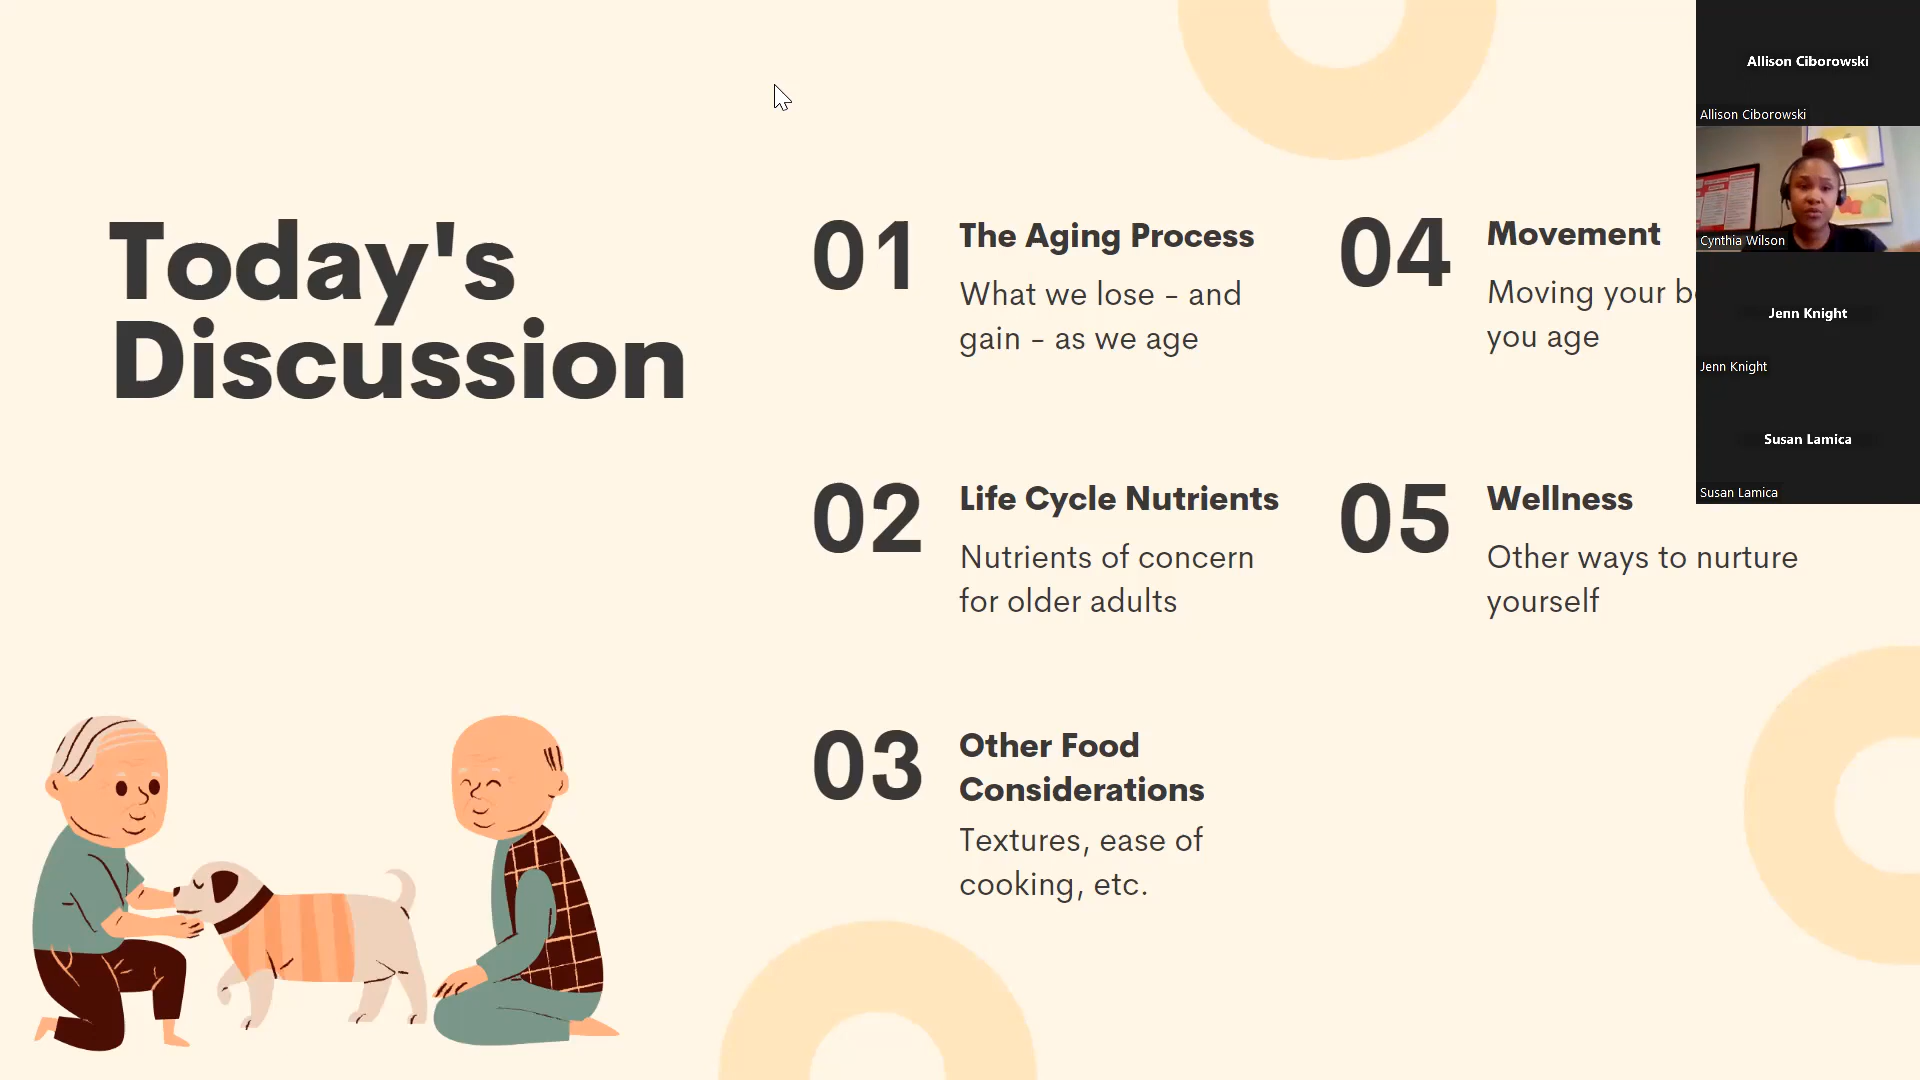 Today's
Discussion
01
The Aging Process
What we lose - and
gain - as we age
02
Life Cycle Nutrients
Nutrients of concern
for older adults
03
Other Food
Considerations
Textures, ease of
cooking, etc.
04
Movement
Moving your
you age
05
Wellness
Other ways to nurture
yourself
Allison Ciborowski
Allison Ciborowski
Cynthia Wilson
Jenn Knight
Jenn Knight
Susan Lamica
Susan Lamica